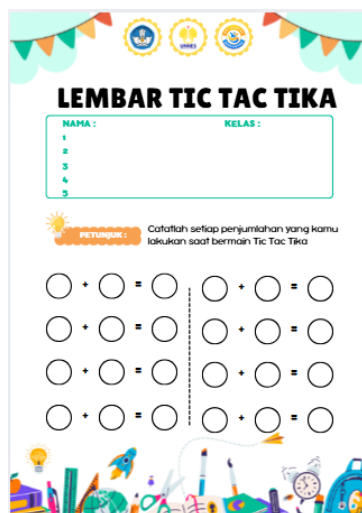 UNNES
LEMBAR TIC TAC TIKA
NAMA : KELAS :
1
2
3
4
5
PETUNJUK : Catatlah setiap penjumlahan yang kamu
lakukan saat bermain Tic Tac Tika
+ = + =
+ = + =
+ = + =
+ = + =